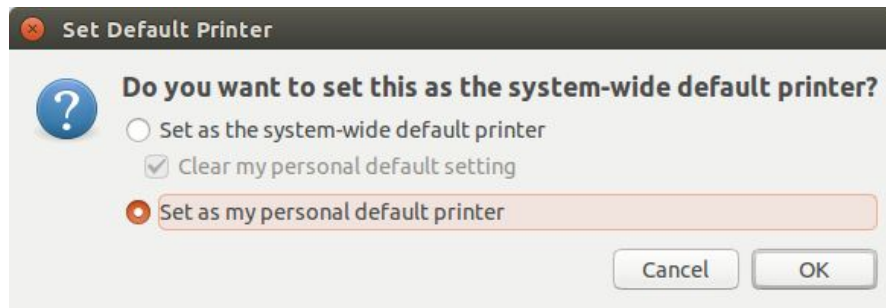 Set Default Printer
Do you want to set this as the system-wide default printer?
Set as the system-wide default printer
Clear my personal default setting
Set as my personal default printer
Cancel OK